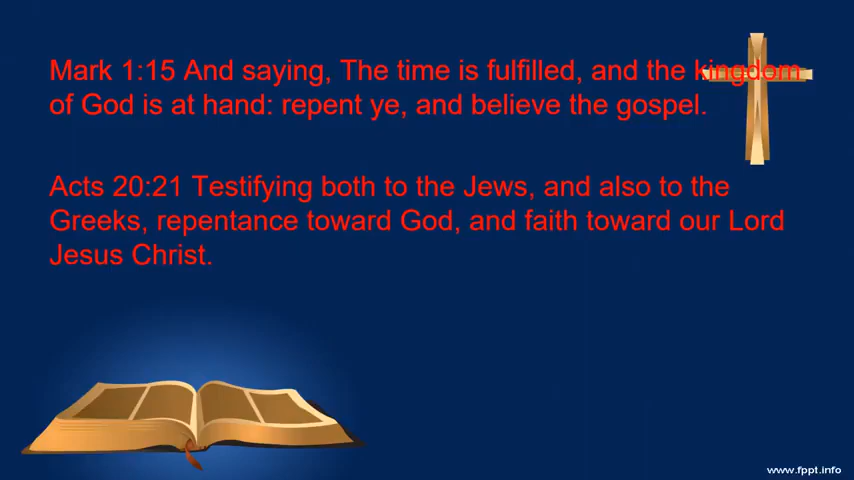 Mark 1:15 And saying, The time is fulfilled, and the kingdom
of God is at hand: repent ye, and believe the gospel.
Acts 20:21 Testifying both to the Jews, and also to the
Greeks, repentance toward God, and faith toward our Lord
Jesus Christ.
www.fppt.info